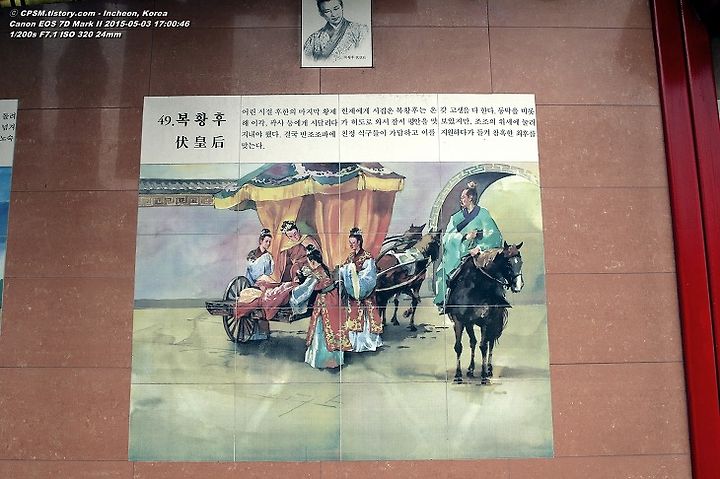 © CPSM.tistory.com - Incheon, Korea
Canon EOS 7D Mark II 2015-05-03 17:00:46
1/200s F7.1 ISO 320 24mm
49.복황후
伏皇后
어린 시절 후한의 마지막 황제 헌제에게 시집온 복황후는 온갖 고생을 다 한다. 동탁을 비롯
해 이각, 곽사 등에게 시달리다가 허도로 와서 잠시 평안을 맛보았지만, 조조의 위세에 눌려
지내야 했다. 결국 반조조파에 친정 식구들이 가담하고 이를 지원하다가 들켜 참혹한 최후를
맞는다.